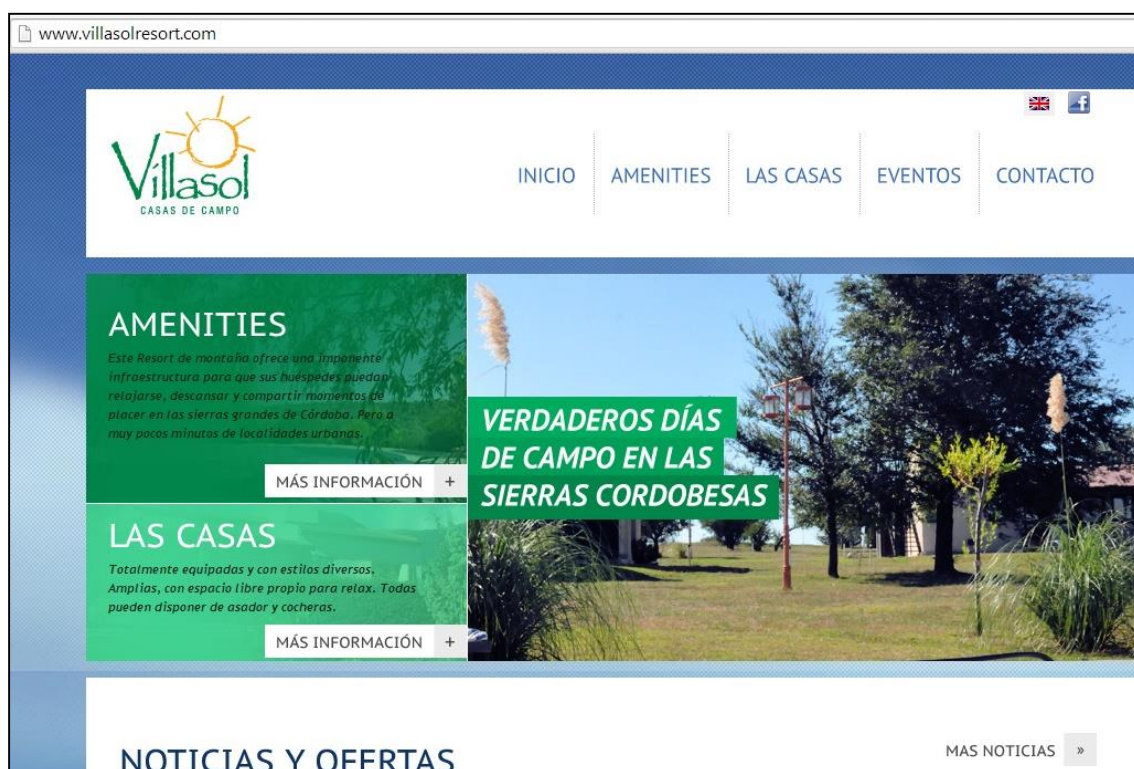 www.villasolresort.com
Villasol
CASAS DE CAMPO
INICIO
AMENITIES
LAS CASAS
EVENTOS
CONTACTO
AMENITIES
Este Resort de montaña ofrece una imponente
infraestructura para que sus huéspedes puedan
relajarse, descansar y compartir momentos de
placer en las sierras grandes de Córdoba. Pero a
muy pocos minutos de localidades urbanas.
MÁS INFORMACIÓN +
LAS CASAS
Totalmente equipadas y con estilos diversos.
Amplias, con espacio libre propio para relax. Todas
pueden disponer de asador y cocheras.
MÁS INFORMACIÓN +
VERDADEROS DÍAS
DE CAMPO EN LAS
SIERRAS CORDOBESAS
NOTICIAS Y OFERTAS
MAS NOTICIAS »